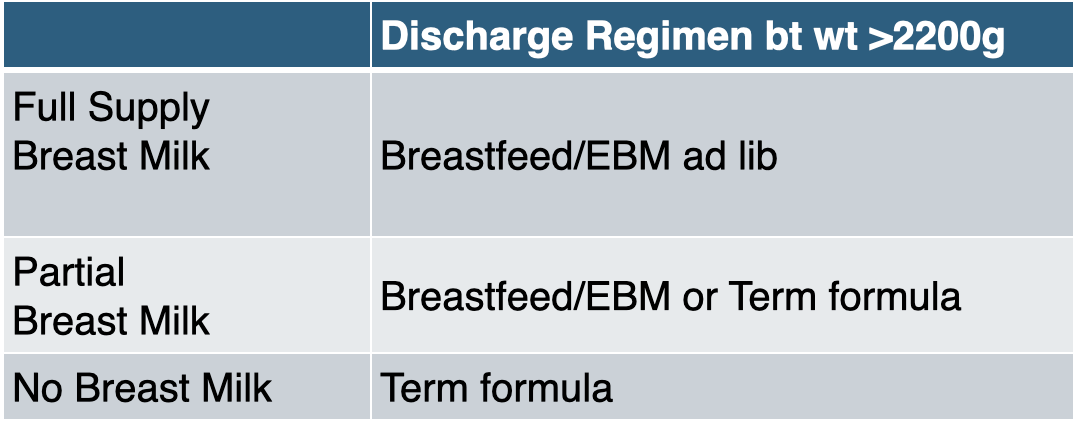 Discharge Regimen bt wt >2200g
Full Supply
Breast Milk
Breastfeed/EBM ad lib
Partial
Breast Milk
Breastfeed/EBM or Term formula
No Breast Milk
Term formula